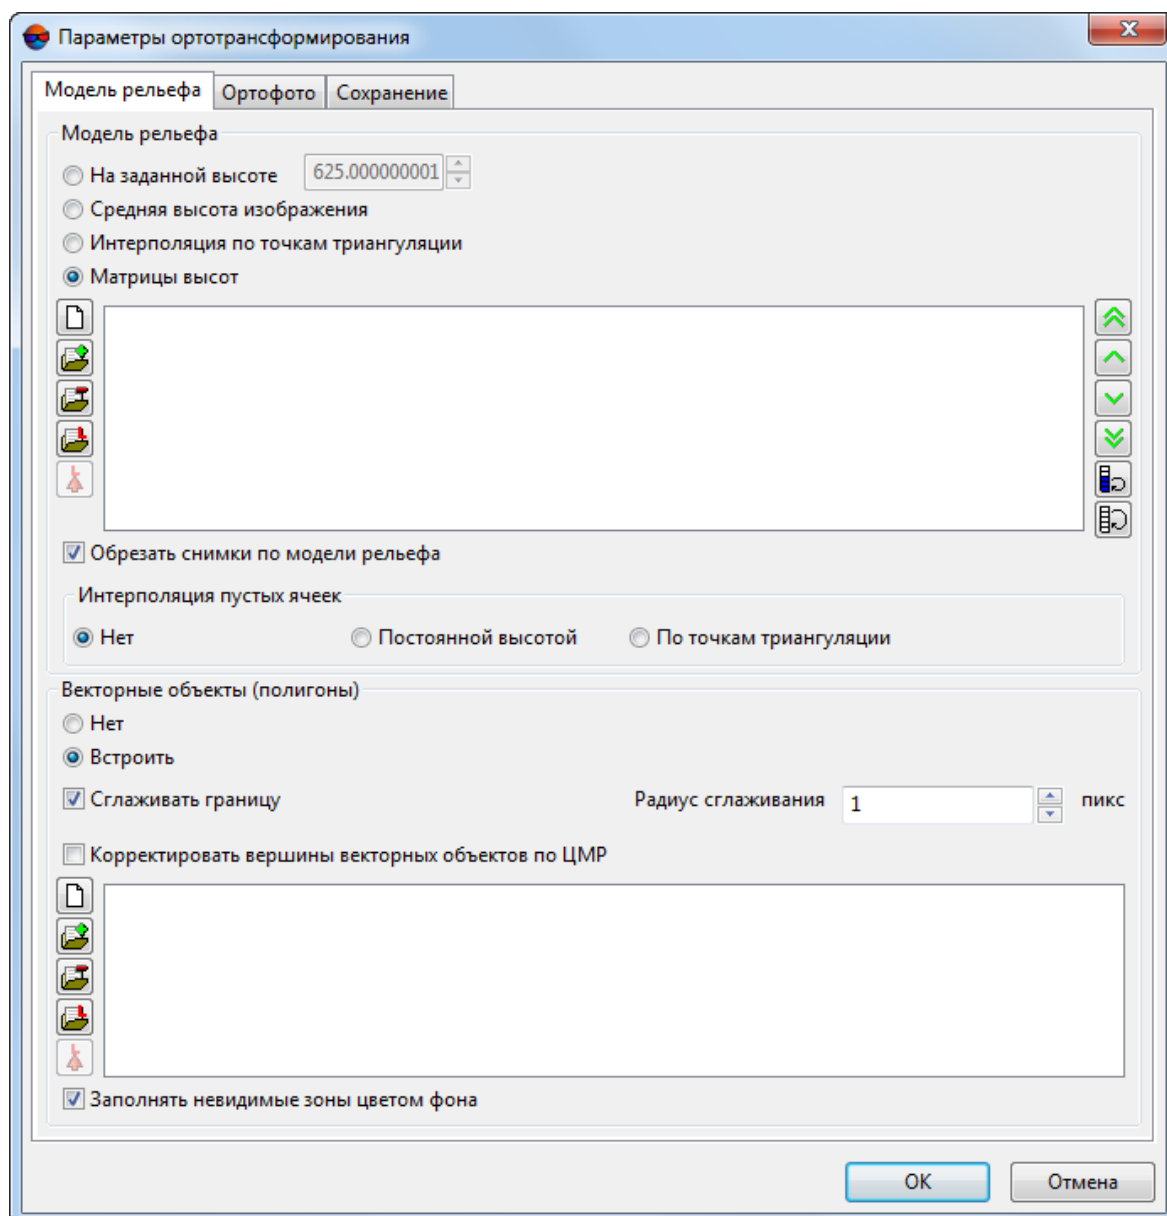 Параметры ортотрансформирования
Модель рельефа Ортофото Сохранение
Модель рельефа
На заданной высоте 625.000000001
Средняя высота изображения
Интерполяция по точкам триангуляции
Матрицы высот
Обрезать снимки по модели рельефа
Интерполяция пустых ячеек
Нет Постоянной высотой По точкам триангуляции
Векторные объекты (полигоны)
Нет
Встроить
Сглаживать границу Радиус сглаживания 1 пикс
Корректировать вершины векторных объектов по ЦМР
Заполнять невидимые зоны цветом фона
OK Отмена